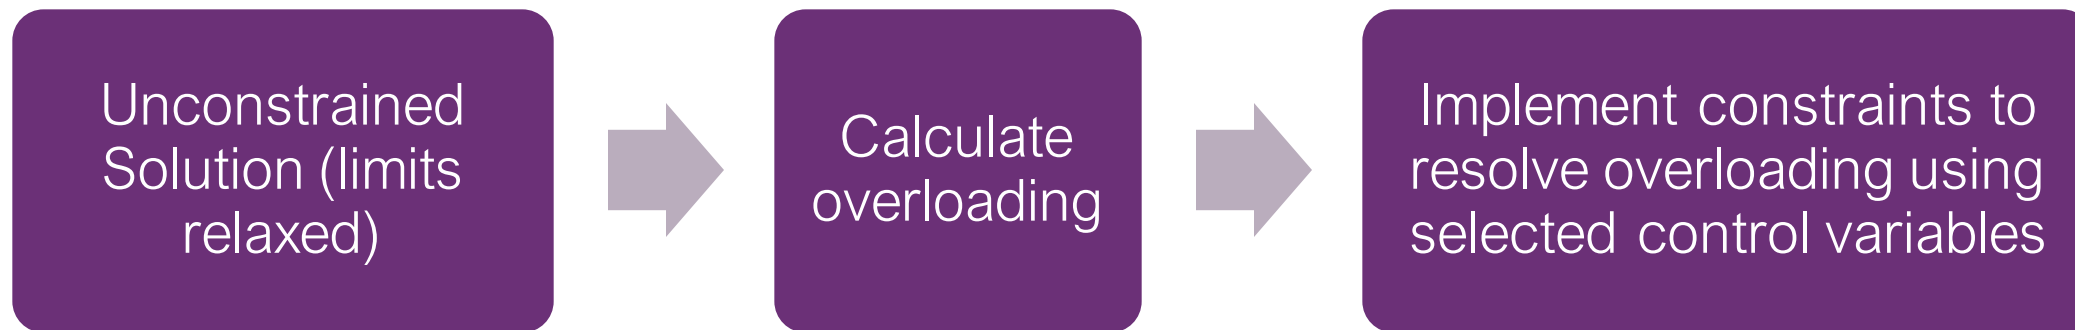 Unconstrained
Solution (limits
relaxed)
Calculate
overloading
Implement constraints to
resolve overloading using
selected control variables